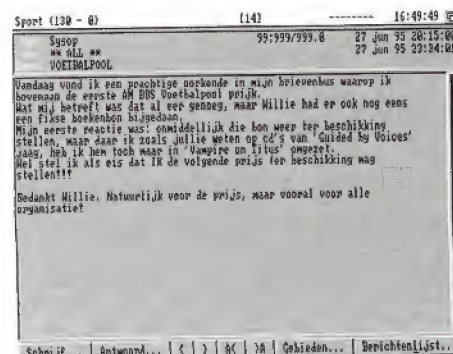 Sport (130 - 0) [14] --------- 16:49:49
Sysop 99:999/999.0 27 jun 95 20:15:0
** ALL ** 27 jun 95 23:24:0
VOETBALPOOL
Vandaag vond ik een prachtige oorkonde in mijn brievenbus waarop ik
bovenaan de eerste AM BBS Voetbalpool prijk.
Wat mij betreft was dat al eer genoeg, maar Willie had er ook nog eens
een fikse boekenbon bijgedaan.
Mijn eerste reactie was: onmiddellijk die bon weer ter beschikking
stellen, maar daar ik zoals jullie weten op cd's van 'Guided by Voices'
jaag, heb ik hem toch maar in 'Vampire on Titus' omgezet.
Wel stel ik als eis dat IK de volgende prijs ter beschikking mag
stellen!!!
Bedankt Willie. Natuurlijk voor de prijs, maar vooral voor alle
organisatie!
Schrijf... | Antwoord... | < | > | A< | >A | Gebieden... | Berichtenlijst..